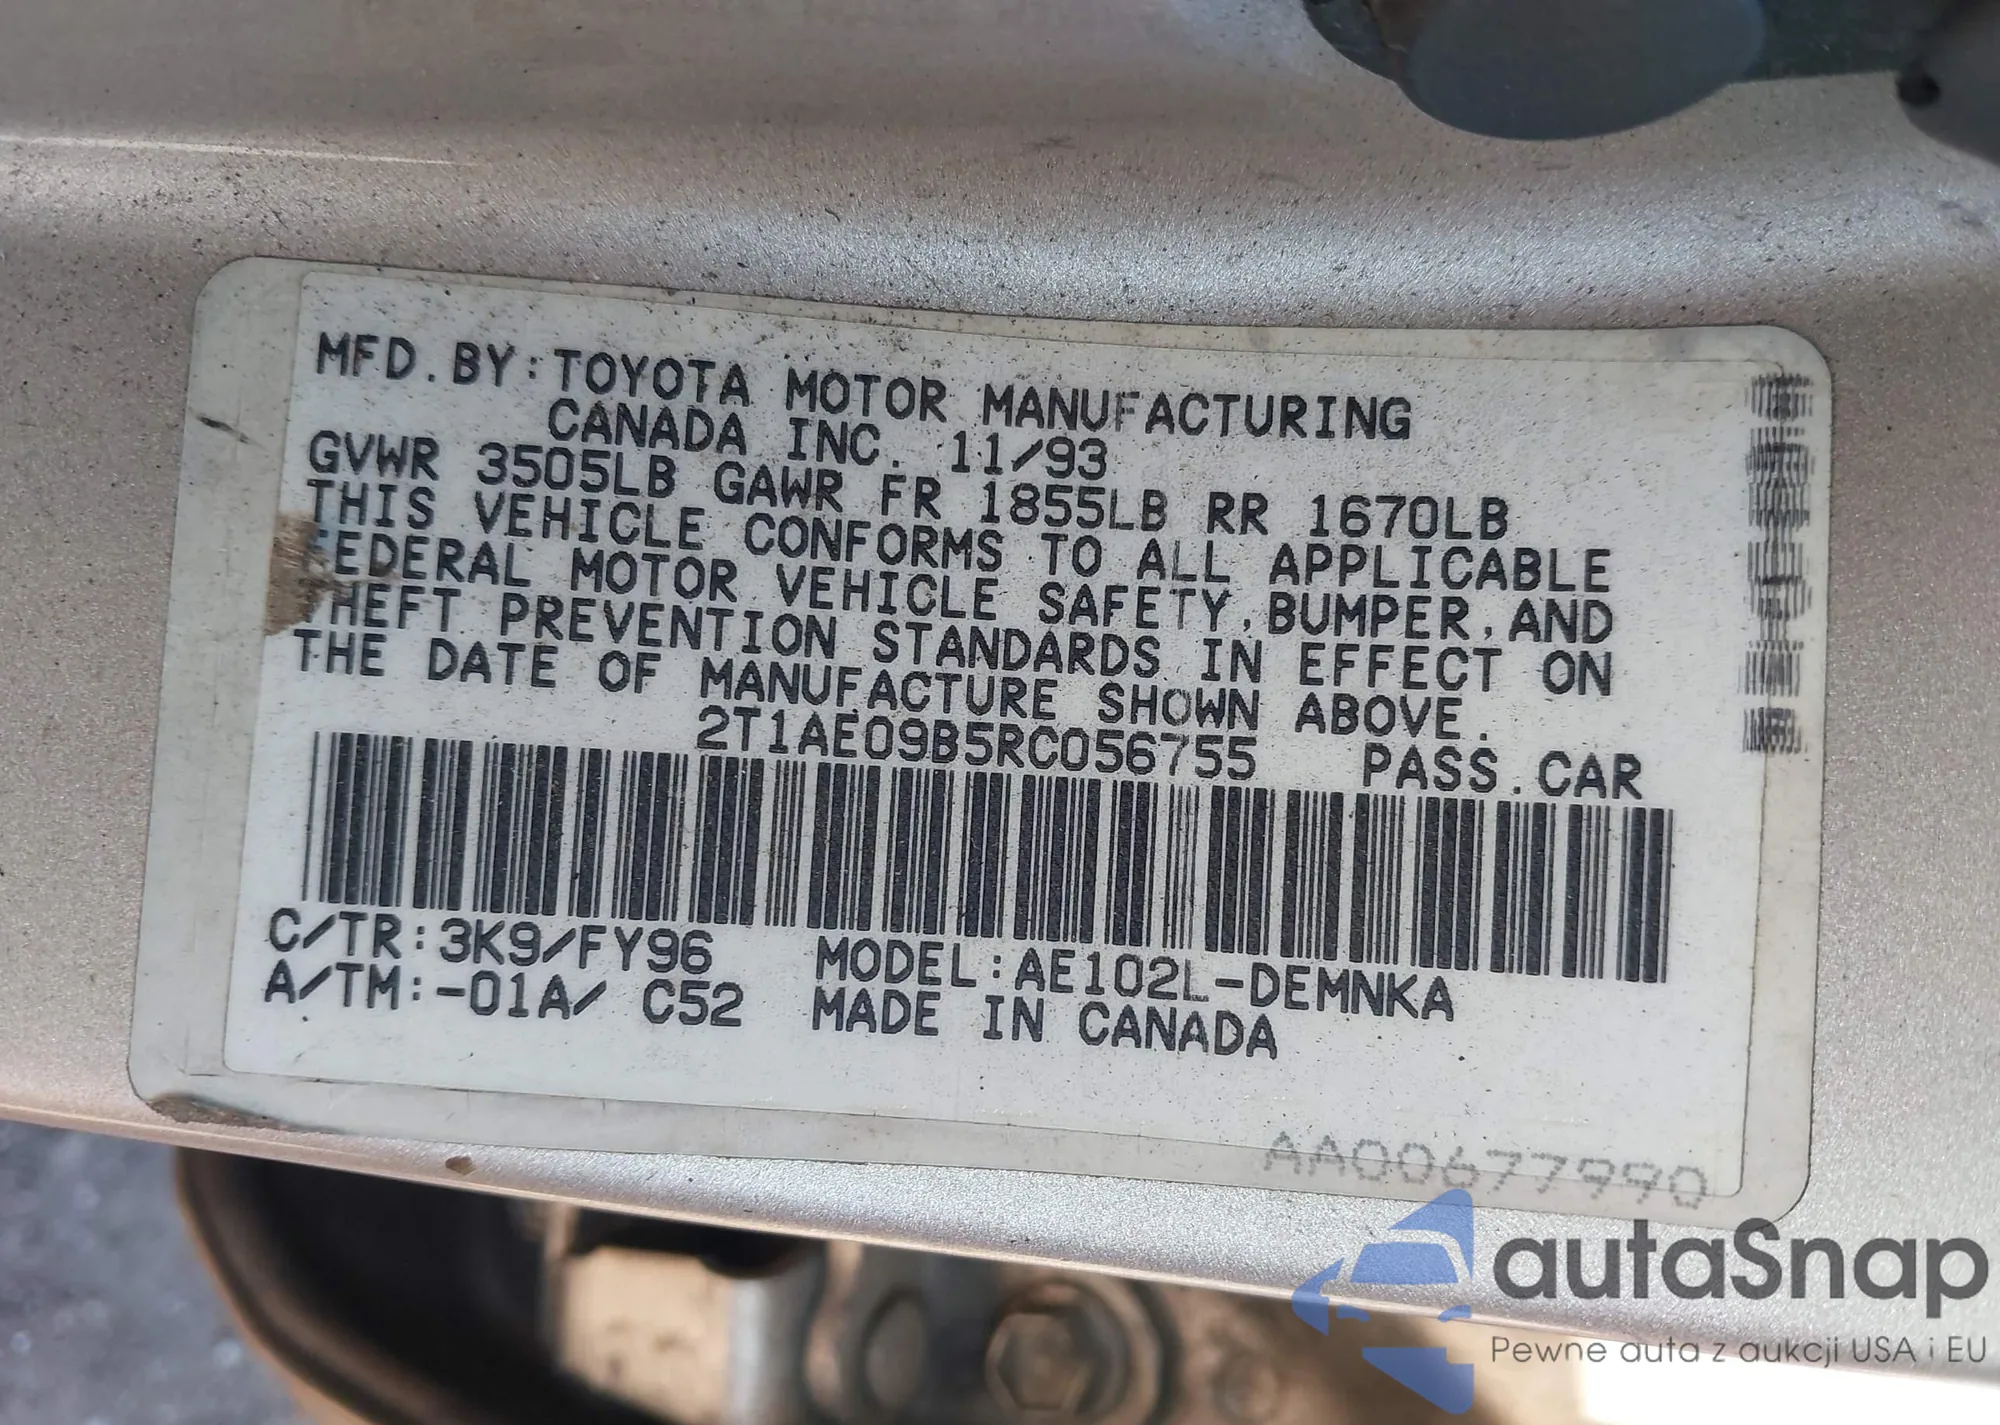 MFD.BY:TOYOTA MOTOR MANUFACTURING
CANADA INC. 11/93
GVWR 3505LB GAWR FR 1855LB RR 1670LB
THIS VEHICLE CONFORMS TO ALL APPLICABLE
FEDERAL MOTOR VEHICLE SAFETY,BUMPER,AND
THEFT PREVENTION STANDARDS IN EFFECT ON
THE DATE OF MANUFACTURE SHOWN ABOVE.
2T1AE09B5RC056755 PASS.CAR
C/TR:3K9/FY96 MODEL:AE102L-DEMNKA
A/TM:-01A/ C52 MADE IN CANADA
AA00677990
autaSnap
Pewne auta z aukcji USA i EU